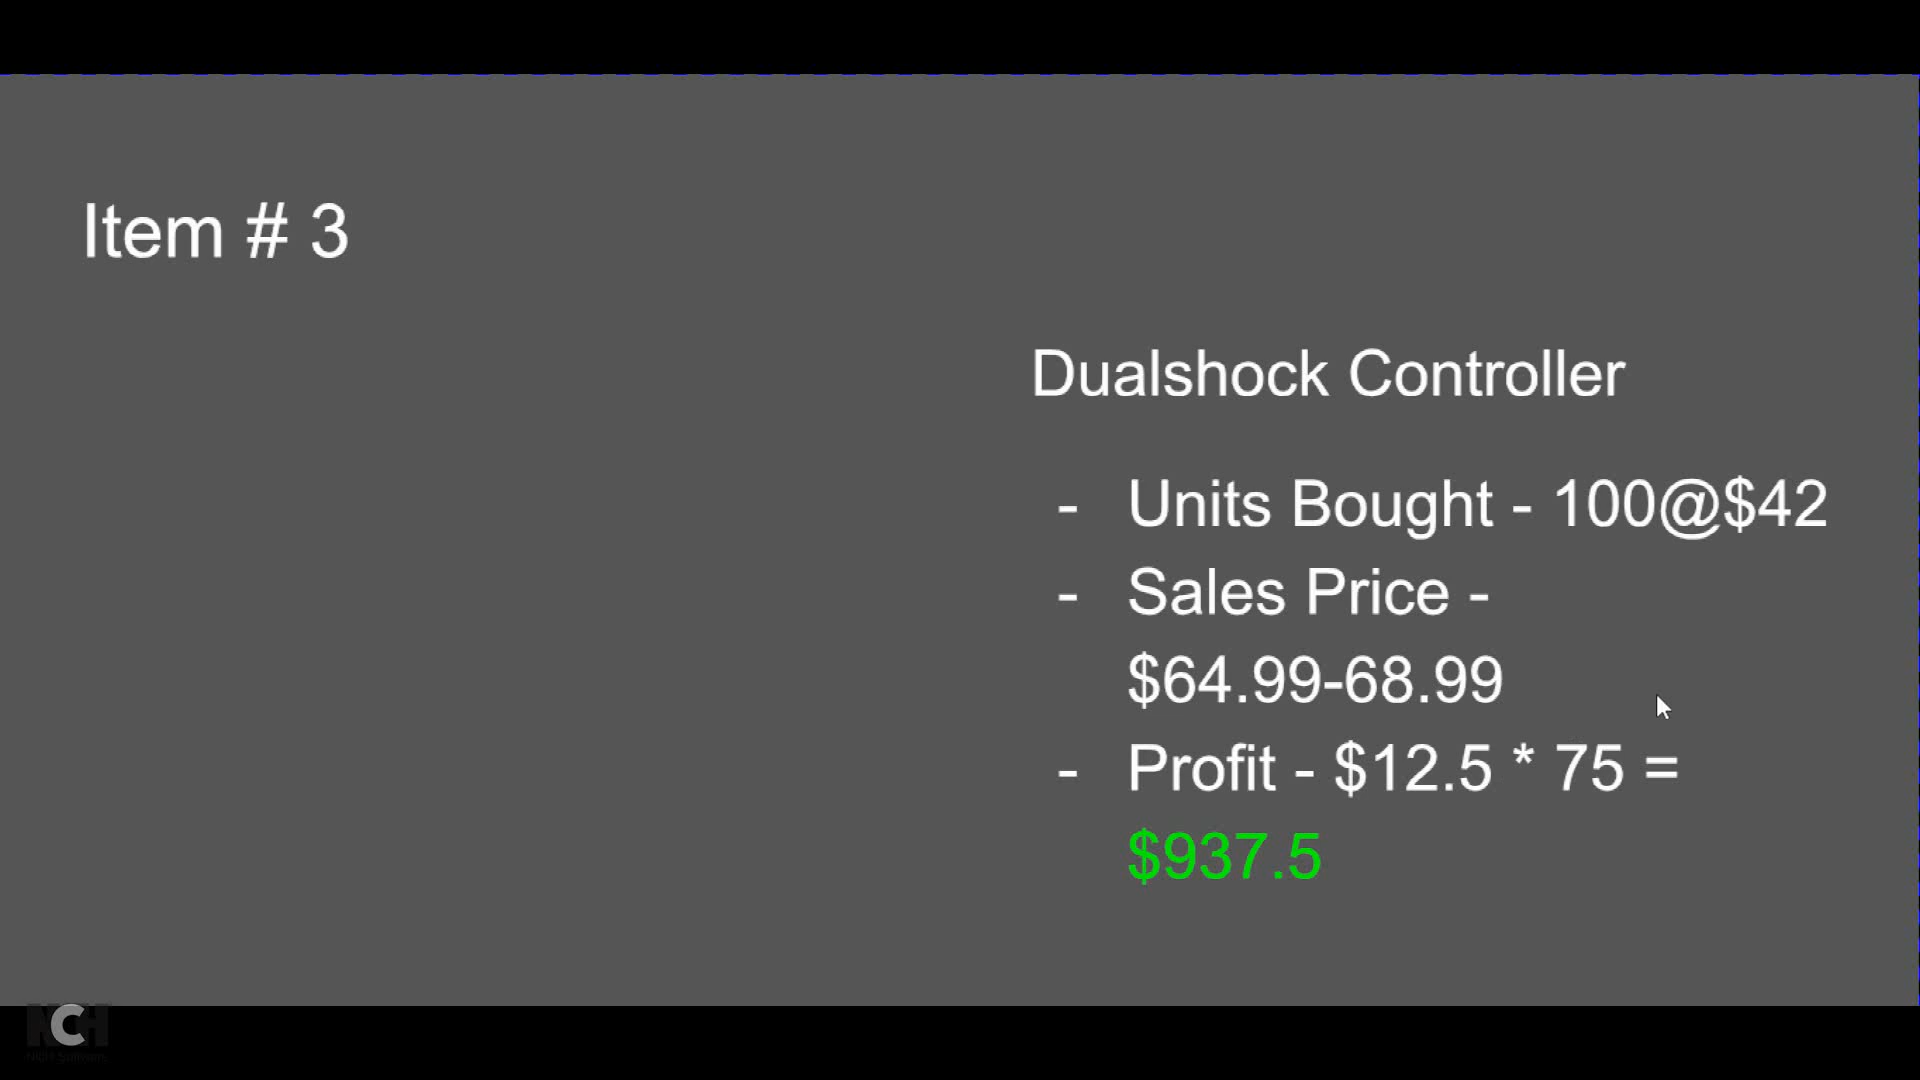 Item # 3
Dualshock Controller
- Units Bought - 100@$42
- Sales Price -
$64.99-68.99
- Profit - $12.5 * 75 =
$937.5
NCH